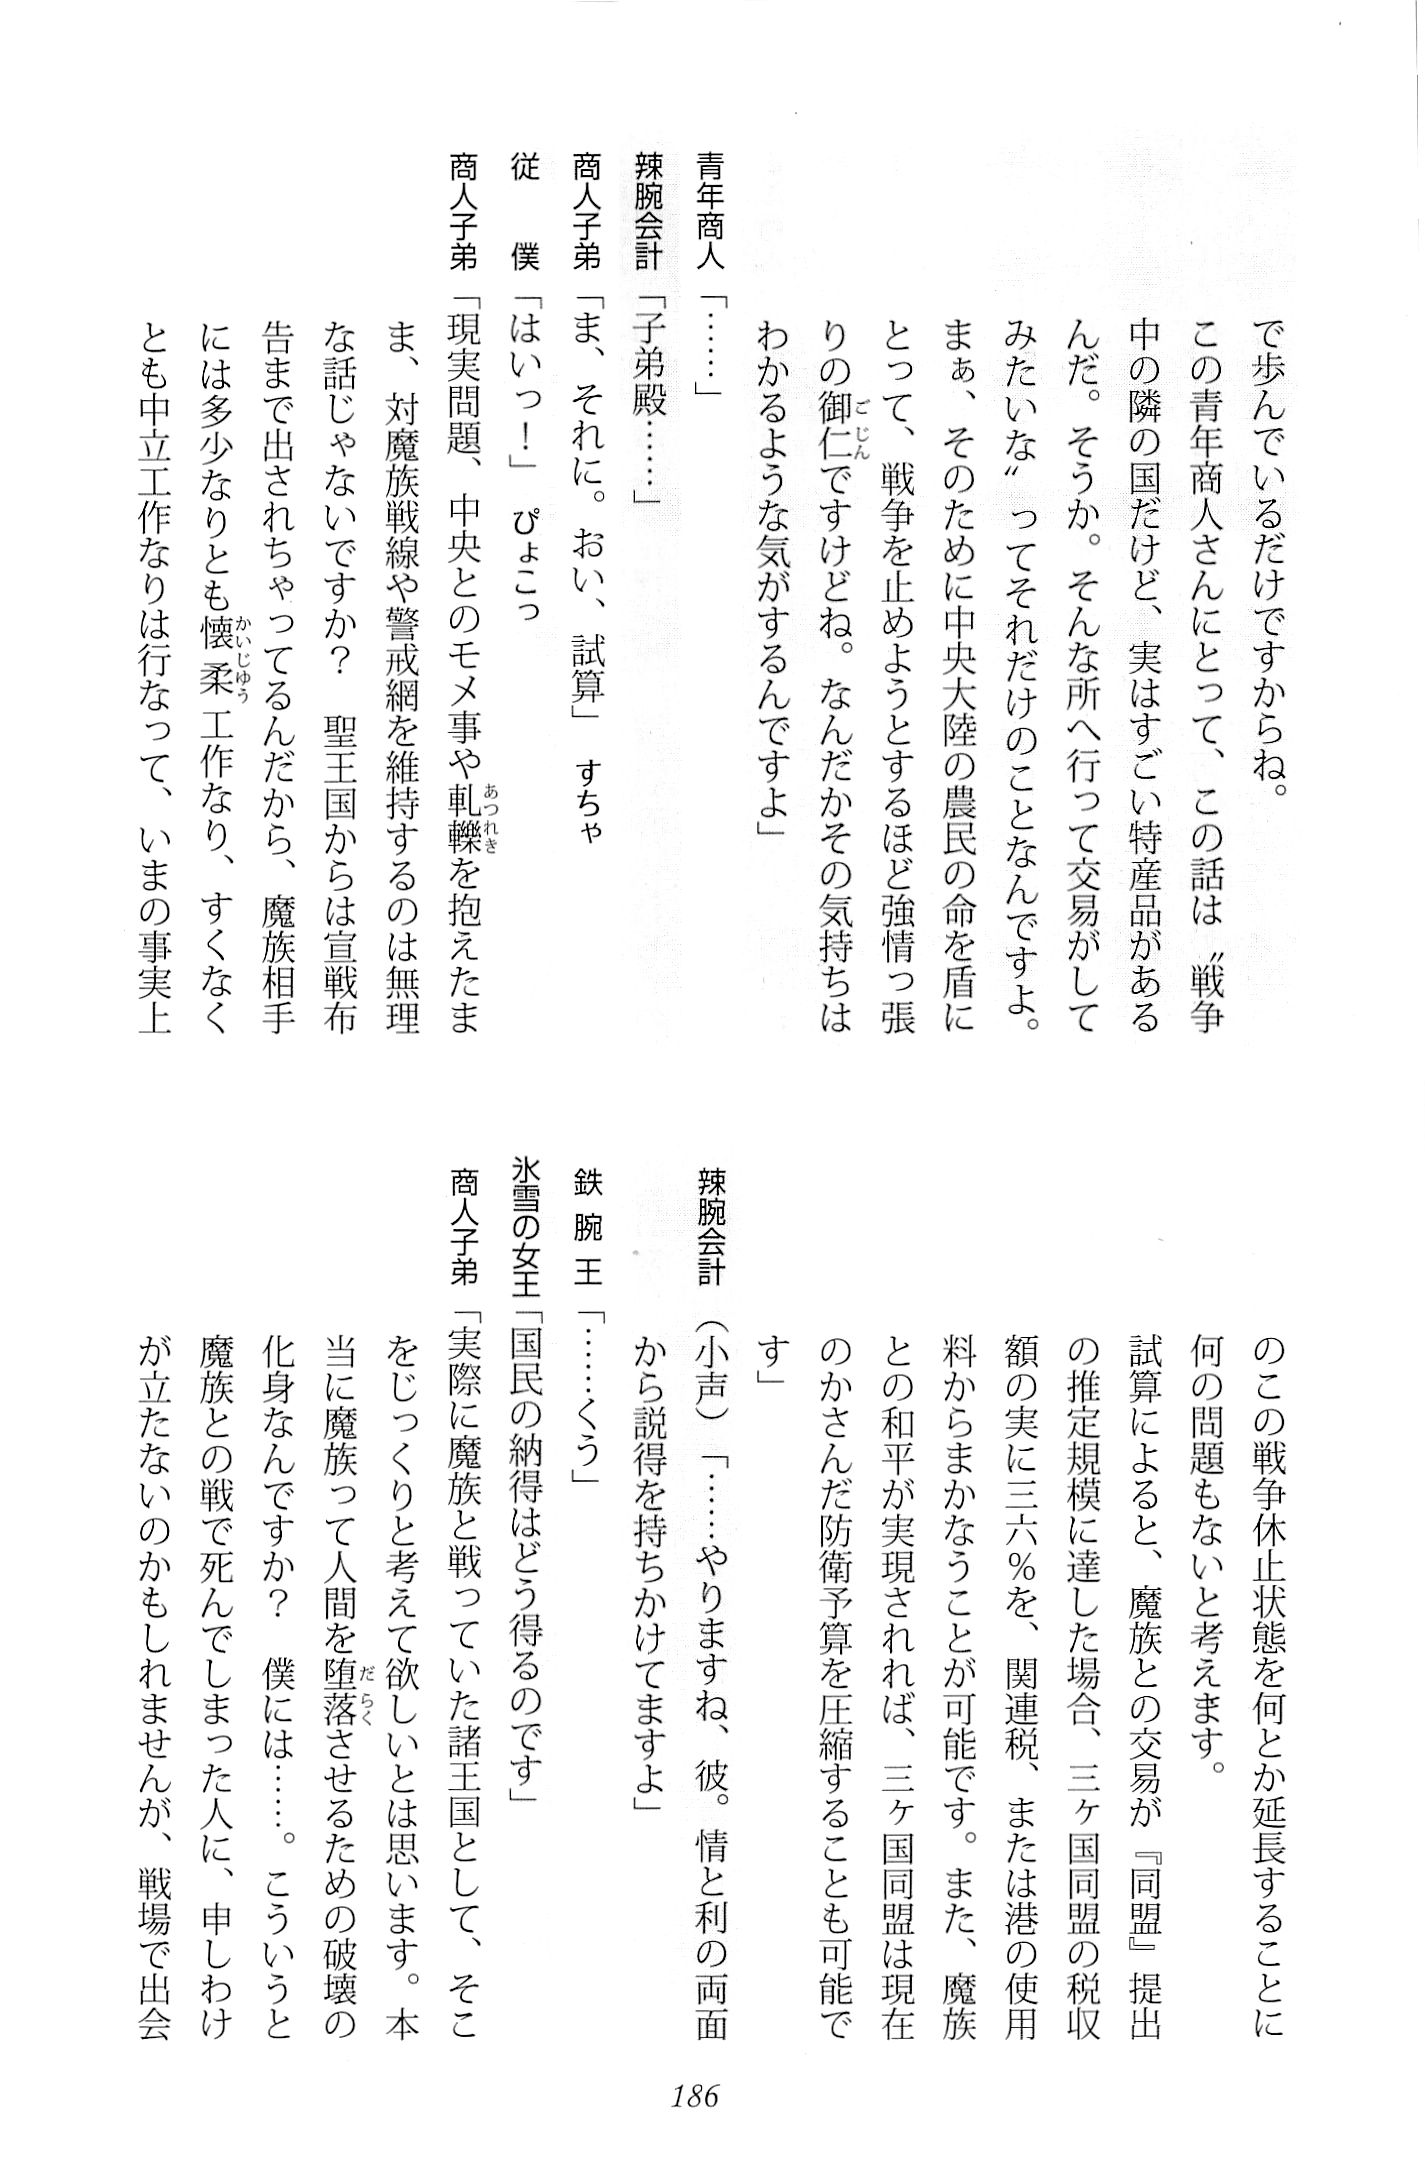 で歩んでいるだけですからね。
この青年商人さんにとって、この話は〝戦争
中の隣の国だけど、実はすごい特産品がある
んだ。そうか。そんな所へ行って交易がして
みたいな〟ってそれだけのことなんですよ。
まぁ、そのために中央大陸の農民の命を盾に
とって、戦争を止めようとするほど強情っ張
りの御仁ですけどね。なんだかその気持ちは
わかるような気がするんですよ」
青年商人「……」
辣腕会計「子弟殿……」
商人子弟「ま、それに。おい、試算」 すちゃ
従 僕「はいっ！」 ぴょこっ
商人子弟「現実問題、中央とのモメ事や軋轢を抱えたま
ま、対魔族戦線や警戒網を維持するのは無理
な話じゃないですか？ 聖王国からは宣戦布
告まで出されちゃってるんだから、魔族相手
には多少なりとも懐柔工作なり、すくなく
とも中立工作なりは行なって、いまの事実上
のこの戦争休止状態を何とか延長することに
何の問題もないと考えます。
試算によると、魔族との交易が『同盟』提出
の推定規模に達した場合、三ヶ国同盟の税収
額の実に三六％を、関連税、または港の使用
料からまかなうことが可能です。また、魔族
との和平が実現されれば、三ヶ国同盟は現在
のかさんだ防衛予算を圧縮することも可能で
す」
辣腕会計（小声）「……やりますね、彼。情と利の両面
から説得を持ちかけてますよ」
鉄腕王「……くう」
氷雪の女王「国民の納得はどう得るのです」
商人子弟「実際に魔族と戦っていた諸王国として、そこ
をじっくりと考えて欲しいとは思います。本
当に魔族って人間を堕落させるための破壊の
化身なんですか？ 僕には……。こういうと
魔族との戦で死んでしまった人に、申しわけ
が立たないのかもしれませんが、戦場で出会
186